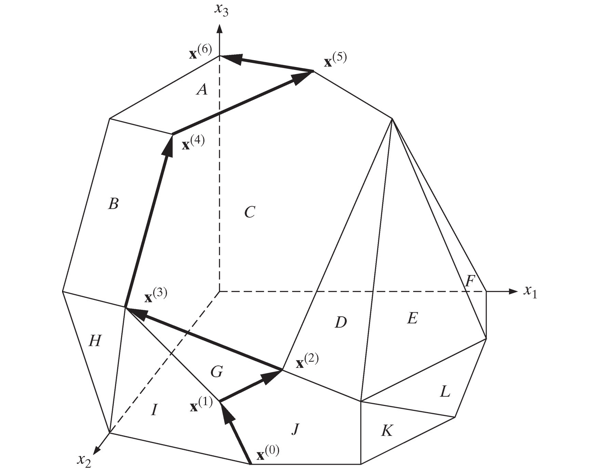 x₃
x⁽⁶⁾
x⁽⁵⁾
A
x⁽⁴⁾
B
C
F
x₁
x⁽³⁾
D
E
H
G
x⁽²⁾
L
I
x⁽¹⁾
J
K
x₂
x⁽⁰⁾